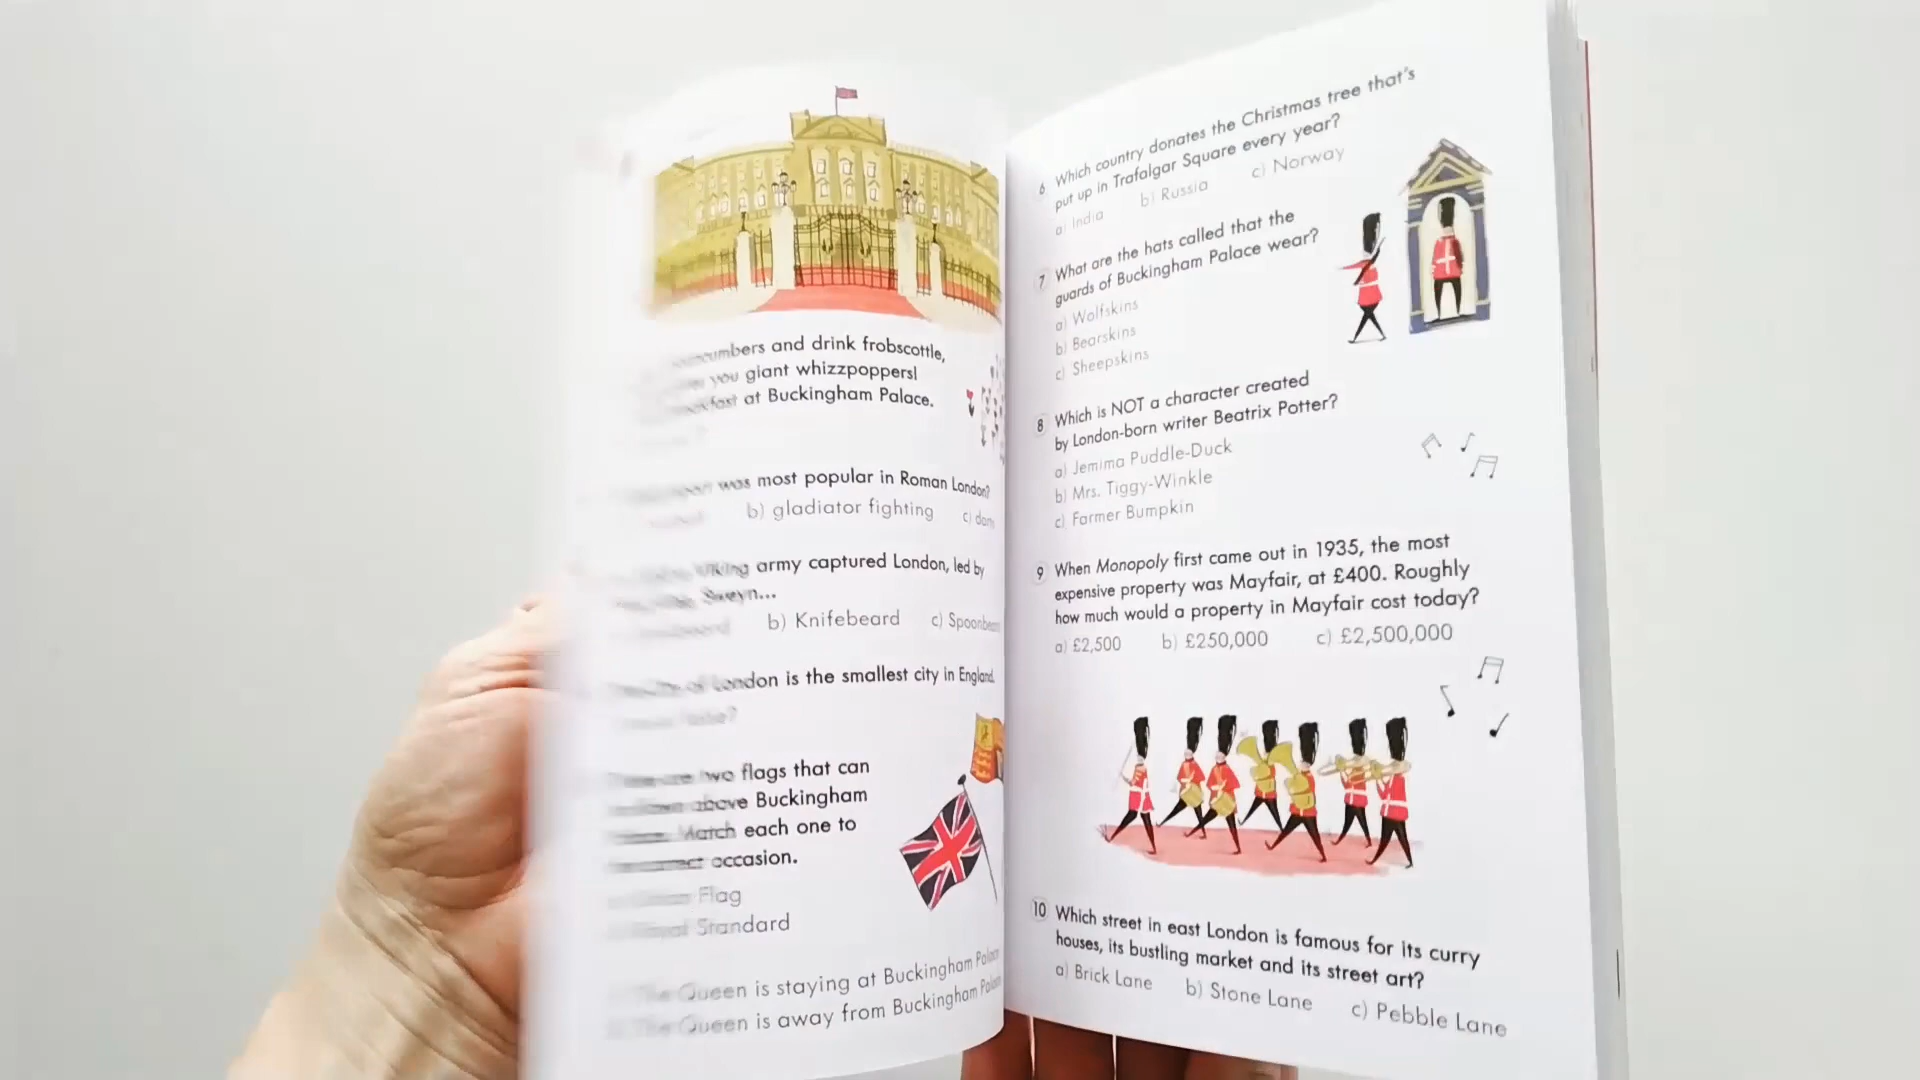 and drink frobscottle,
you giant whizzpoppers!
at Buckingham Palace.
was most popular in Roman London?
b) gladiator fighting
c)
Viking army captured London, led by
Sweyn...
b) Knifebeard c)
London is the smallest city in England.
two flags that can
above Buckingham
Match each one to
occasion.
Flag
Royal Standard
The Queen is staying at Buckingham Palace
The Queen is away from Buckingham Palace
6 Which country donates the Christmas tree that's
put up in Trafalgar Square every year?
a) India b) Russia c) Norway
7 What are the hats called that the
guards of Buckingham Palace wear?
a) Wolfskins
b) Bearskins
c) Sheepskins
8 Which is NOT a character created
by London-born writer Beatrix Potter?
a) Jemima Puddle-Duck
b) Mrs. Tiggy-Winkle
c) Farmer Bumpkin
9 When Monopoly first came out in 1935, the most
expensive property was Mayfair, at £400. Roughly
how much would a property in Mayfair cost today?
a) £2,500 b) £250,000 c) £2,500,000
10 Which street in east London is famous for its curry
houses, its bustling market and its street art?
a) Brick Lane b) Stone Lane c) Pebble Lane